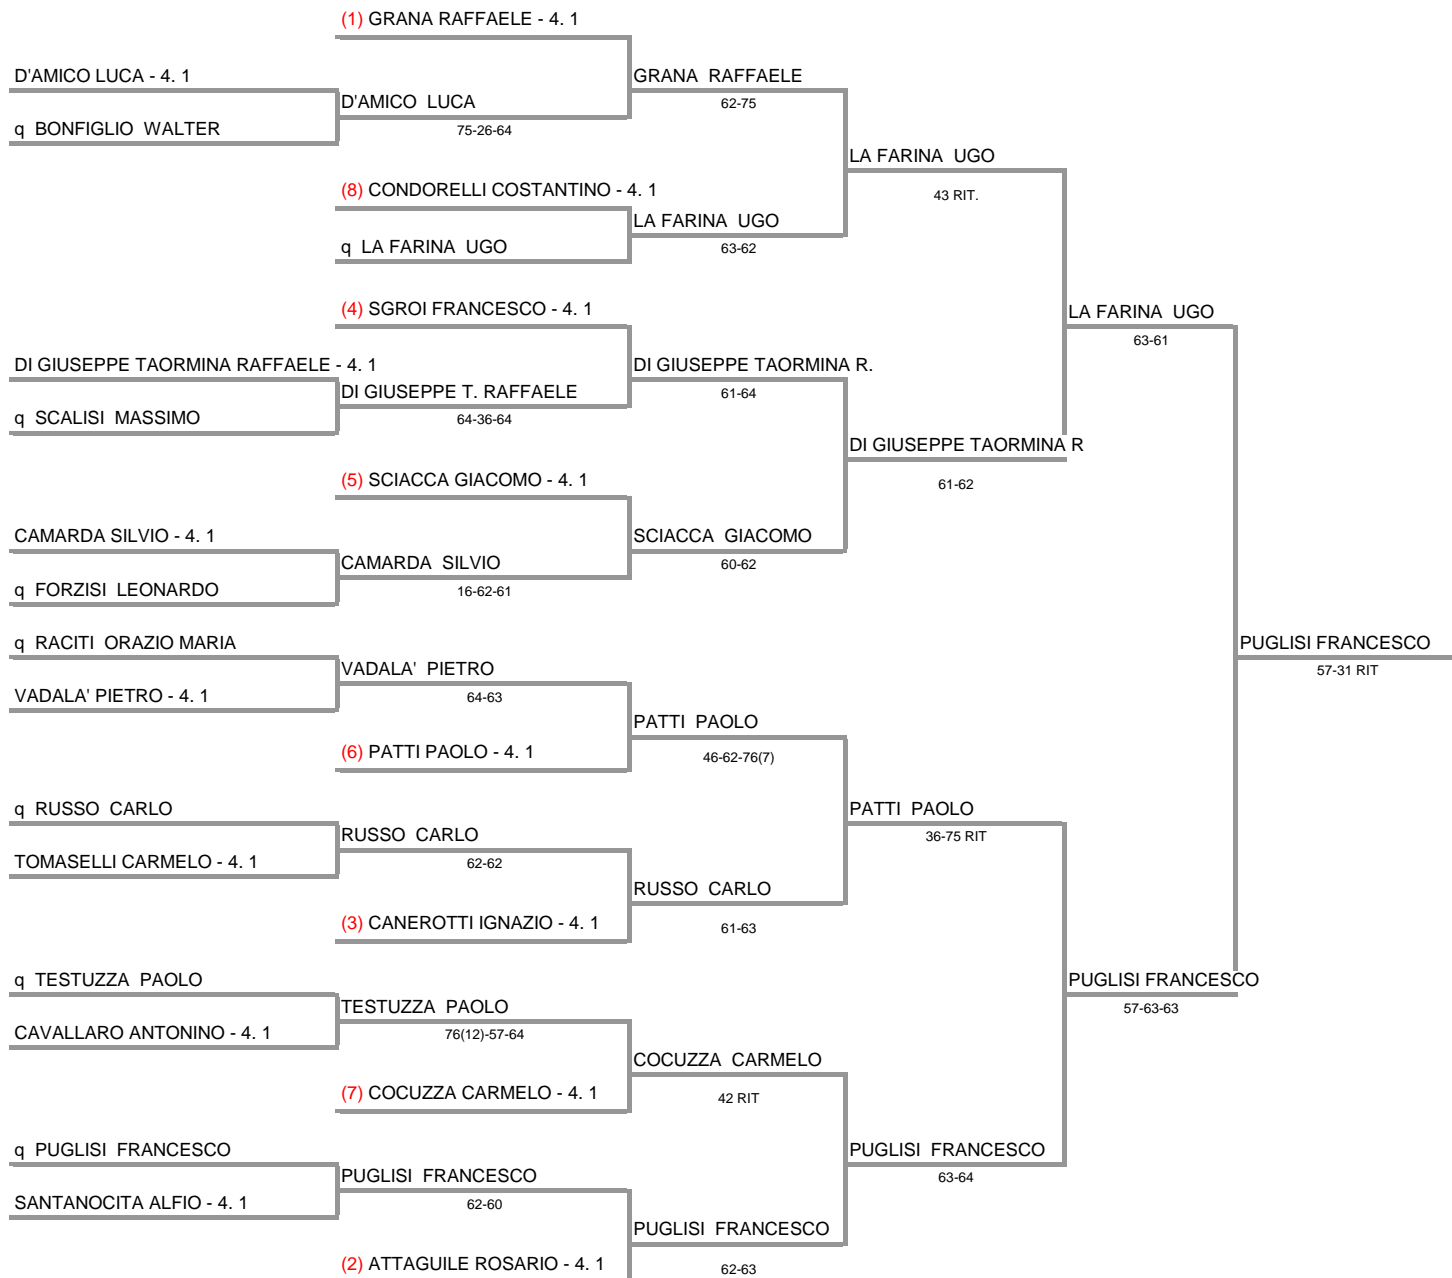 (1) GRANA RAFFAELE - 4. 1
D'AMICO LUCA - 4. 1
GRANA RAFFAELE
D'AMICO LUCA
62-75
q BONFIGLIO WALTER
75-26-64
LA FARINA UGO
(8) CONDORELLI COSTANTINO - 4. 1
43 RIT.
LA FARINA UGO
q LA FARINA UGO
63-62
(4) SGROI FRANCESCO - 4. 1
LA FARINA UGO
63-61
DI GIUSEPPE TAORMINA RAFFAELE - 4. 1
DI GIUSEPPE TAORMINA R.
DI GIUSEPPE T. RAFFAELE
61-64
q SCALISI MASSIMO
64-36-64
DI GIUSEPPE TAORMINA R
(5) SCIACCA GIACOMO - 4. 1
61-62
CAMARDA SILVIO - 4. 1
SCIACCA GIACOMO
CAMARDA SILVIO
60-62
q FORZISI LEONARDO
16-62-61
q RACITI ORAZIO MARIA
PUGLISI FRANCESCO
VADALA' PIETRO
57-31 RIT
VADALA' PIETRO - 4. 1
64-63
PATTI PAOLO
(6) PATTI PAOLO - 4. 1
46-62-76(7)
q RUSSO CARLO
PATTI PAOLO
RUSSO CARLO
36-75 RIT
TOMASELLI CARMELO - 4. 1
62-62
RUSSO CARLO
(3) CANEROTTI IGNAZIO - 4. 1
61-63
q TESTUZZA PAOLO
PUGLISI FRANCESCO
TESTUZZA PAOLO
57-63-63
CAVALLARO ANTONINO - 4. 1
76(12)-57-64
COCUZZA CARMELO
(7) COCUZZA CARMELO - 4. 1
42 RIT
q PUGLISI FRANCESCO
PUGLISI FRANCESCO
PUGLISI FRANCESCO
63-64
SANTANOCITA ALFIO - 4. 1
62-60
PUGLISI FRANCESCO
(2) ATTAGUILE ROSARIO - 4. 1
62-63